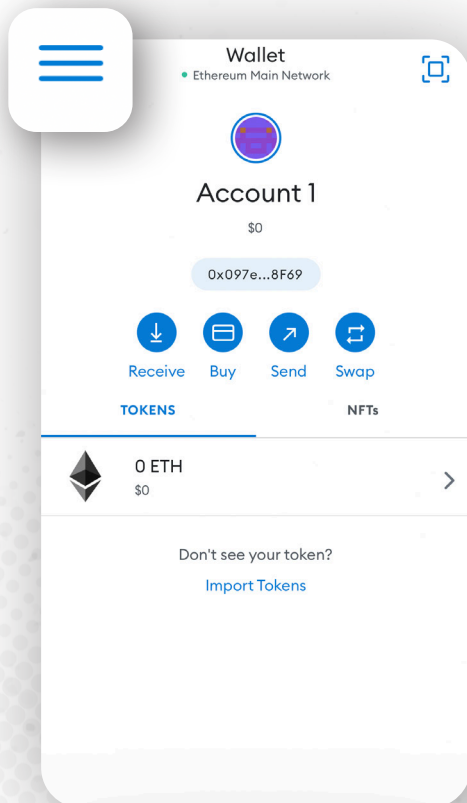 Wallet
Ethereum Main Network
Account 1
$0
0x097e...8F69
Receive Buy Send Swap
TOKENS NFTs
0 ETH
$0
Don't see your token?
Import Tokens